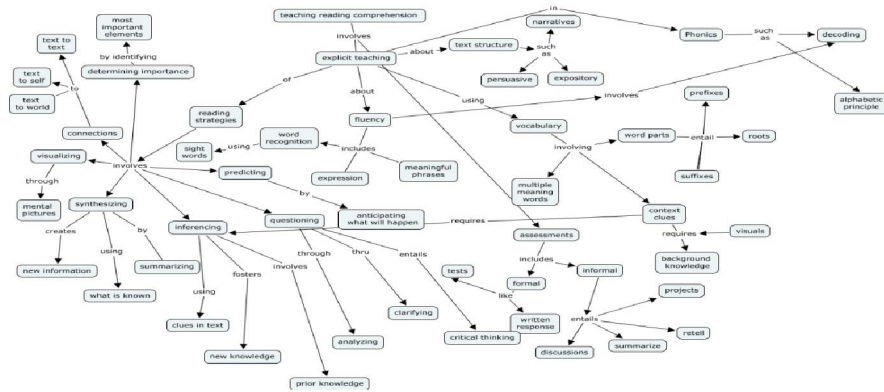 teaching reading comprehension
involves
explicit teaching
in
narratives
about
text structure
such
as
persuasive
expository
Phonics
such
as
decoding
alphabetic
principle
most
important
elements
by identifying
determining importance
text to
text
text
to self
text
to world
to
connections
of
reading
strategies
about
fluency
involves
using
vocabulary
prefixes
word parts
entail
roots
suffixes
involving
multiple
meaning
words
sight
words
using
word
recognition
includes
expression
meaningful
phrases
visualizing
involves
predicting
through
mental
pictures
synthesizing
by
anticipating
what will happen
inferencing
questioning
requires
context
clues
requires
visuals
background
knowledge
creates
new information
using
what is known
by
summarizing
using
clues in text
fosters
new knowledge
involves
prior knowledge
through
analyzing
thru
clarifying
entails
critical thinking
assessments
includes
formal
informal
tests
like
written
response
entails
projects
retell
summarize
discussions